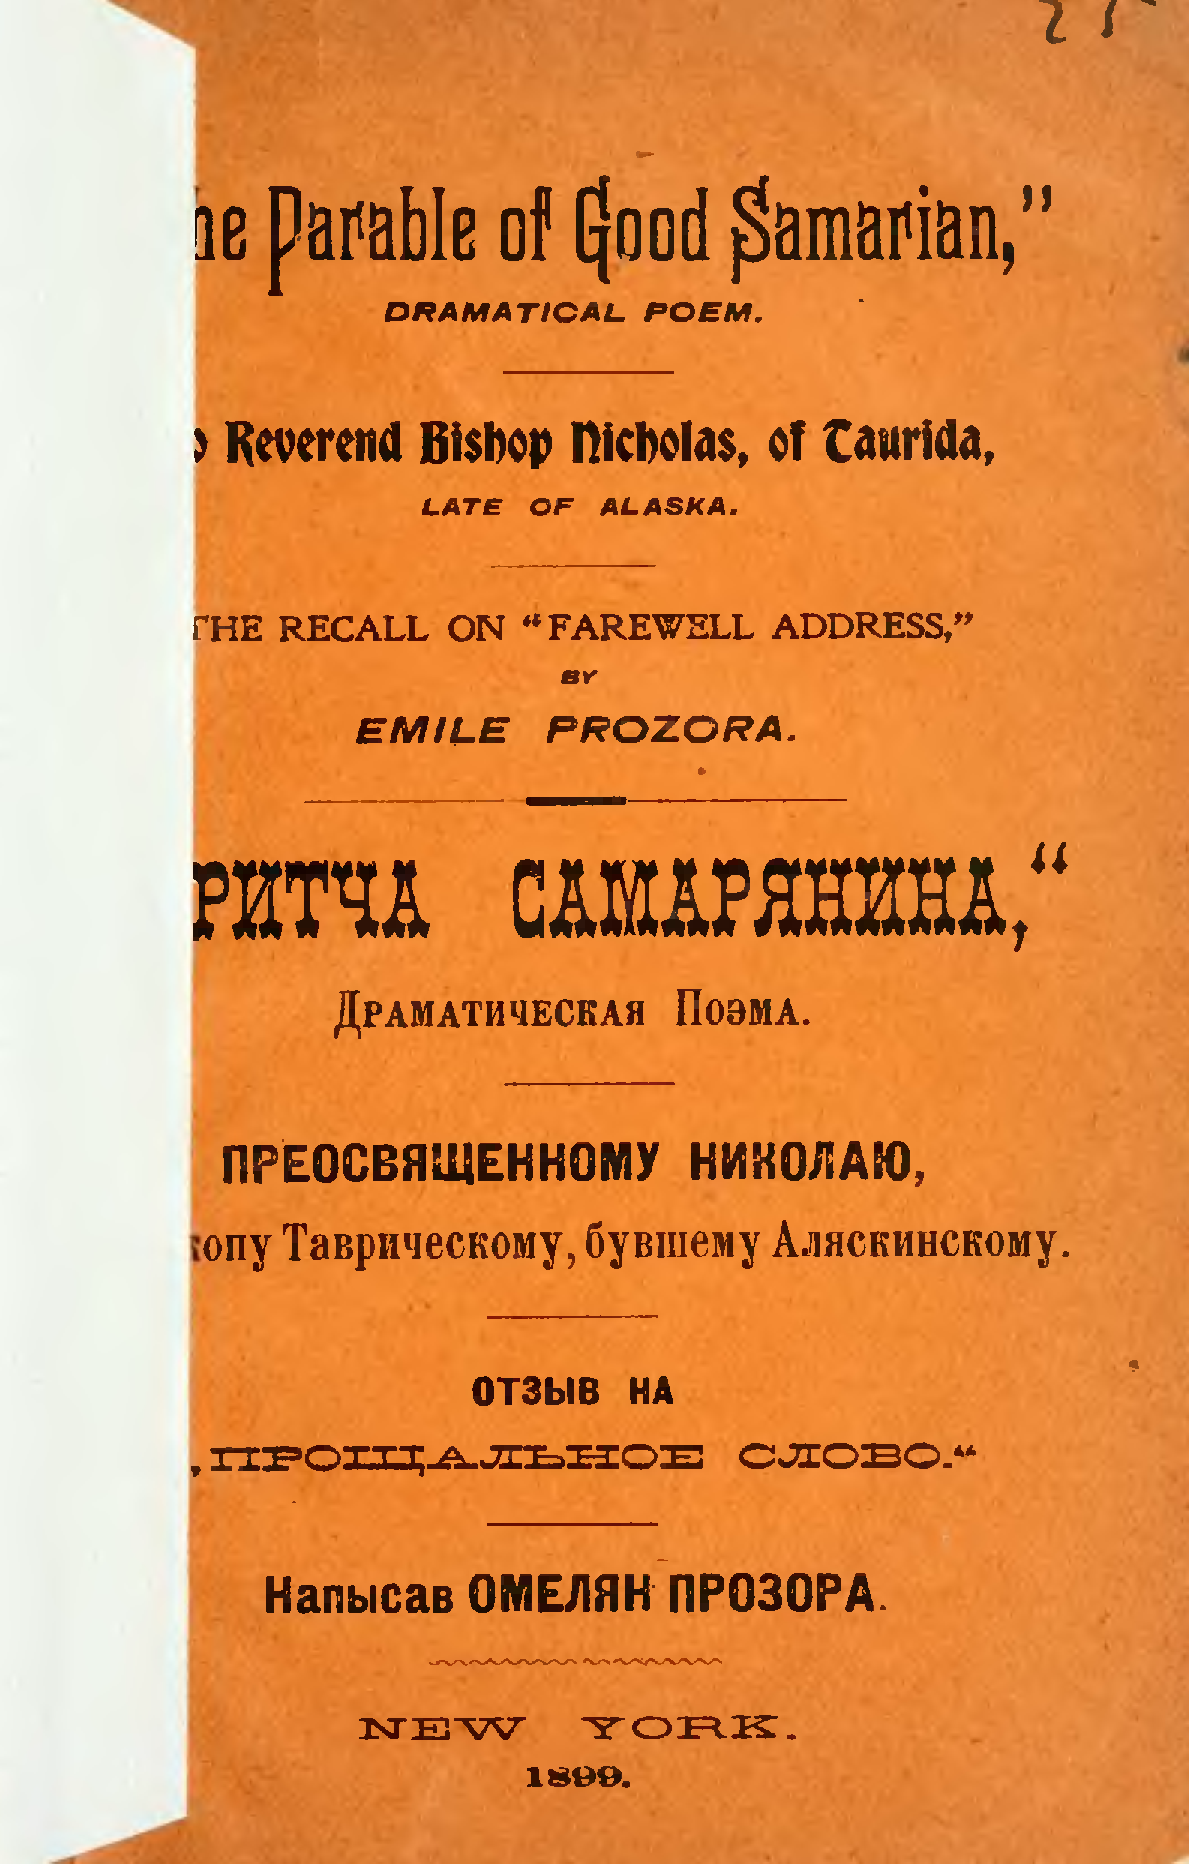 he Parable of Good Samarian,”
DRAMATICAL POEM.
Reverend Bishop Nicholas, of Taurida,
LATE OF ALASKA.
THE RECALL ON “FAREWELL ADDRESS,”
BY
EMILE PROZORA.
РИТЧА САМАРЯНИНА,“
Драматическая Поэма.
ПРЕОСВЯЩЕННОМУ НИКОЛАЮ,
копу Таврическому, бувшему Аляскинскому.
ОТЗЫВ НА
„ПРОЩАЛЬНОЕ СЛОВО.“
Напысав ОМЕЛЯН ПРОЗОРА.
NEW YORK.
1899.